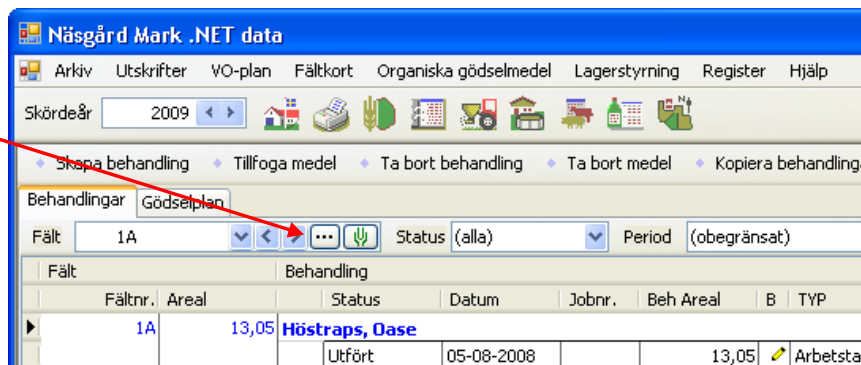 Näsgård Mark .NET data
Arkiv Utskrifter VO-plan Fältkort Organiska gödselmedel Lagerstyrning Register Hjälp
Skördeår 2009
Skapa behandling Tillfoga medel Ta bort behandling Ta bort medel Kopiera behandlinga
Behandlingar Gödselplan
Fält 1A ... Status (alla) Period (obegränsat)
Fält Behandling
Fältnr. Areal Status Datum Jobnr. Beh Areal B TYP
1A 13,05 Höstraps, Oase
Utfört 05-08-2008 13,05 Arbetsta